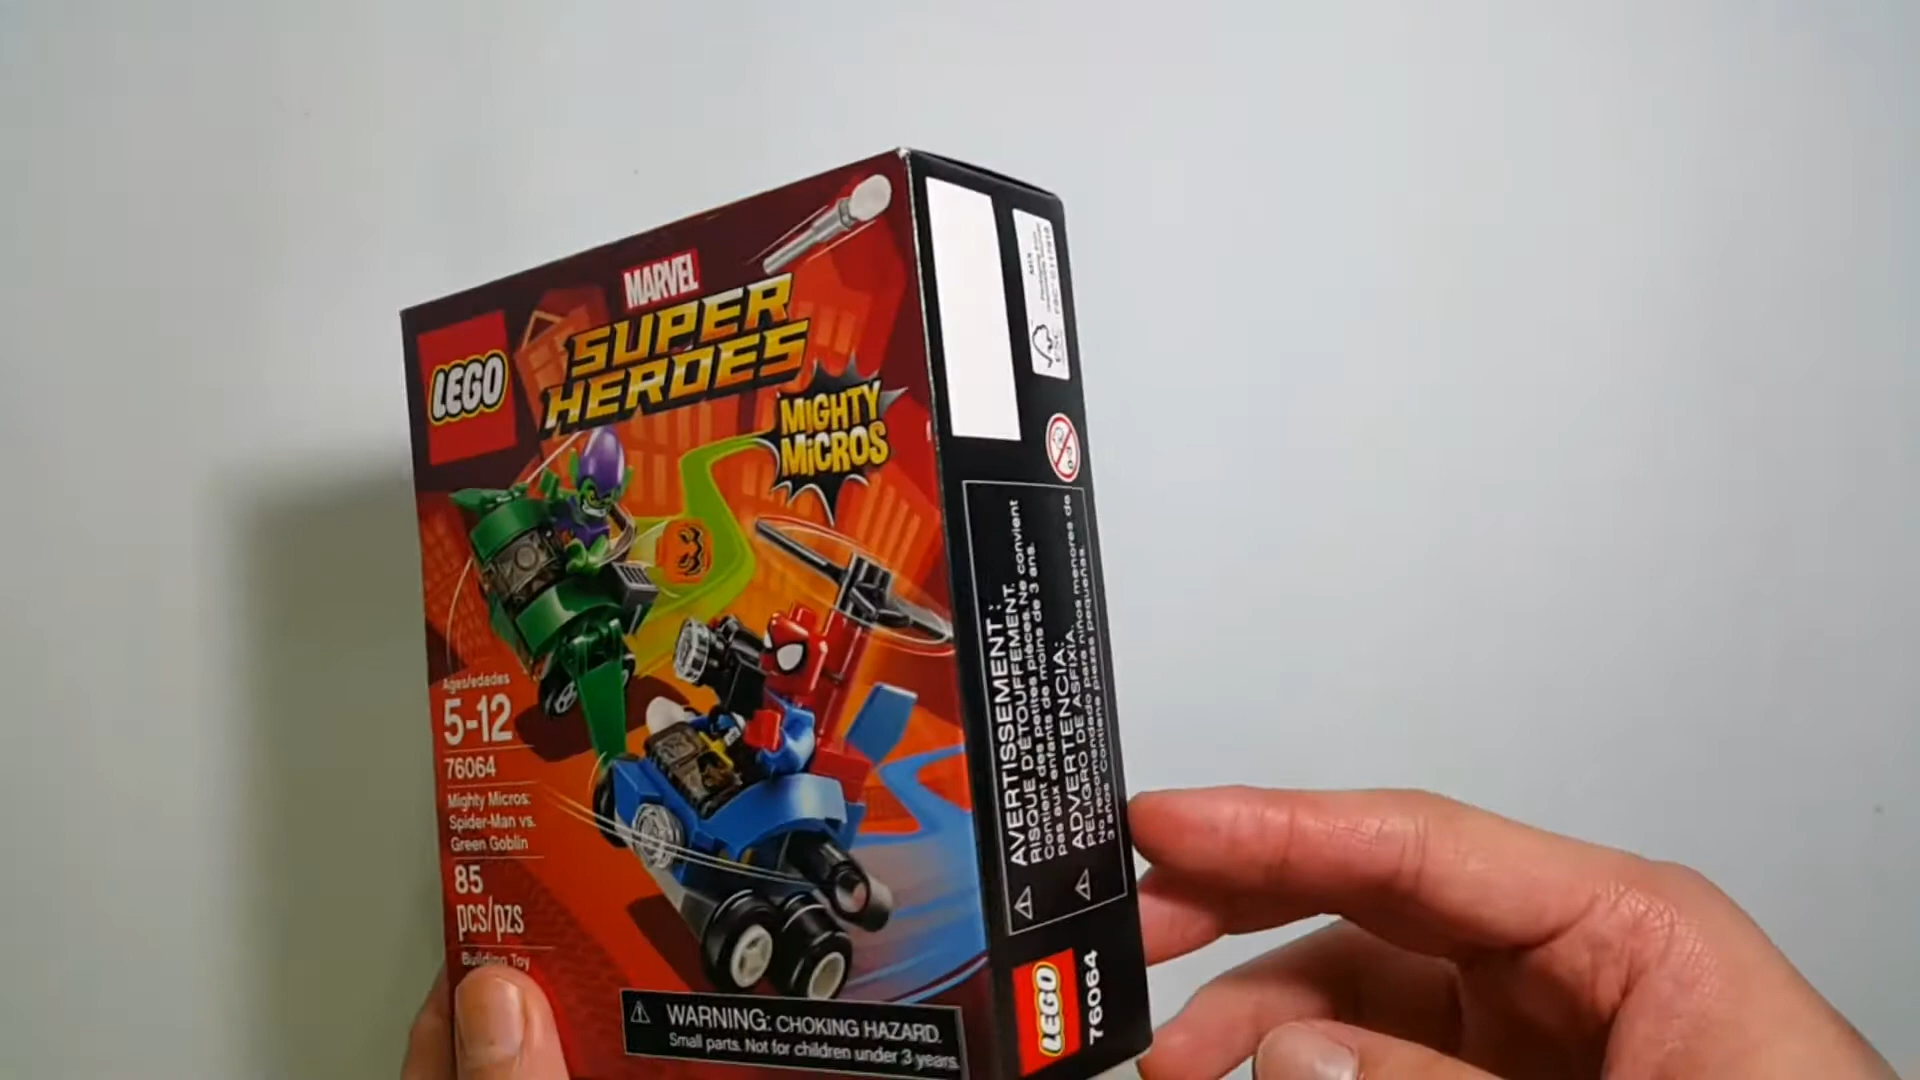 MARVEL
LEGO
SUPER
HEROES
MIGHTY
MICROS
Ages/edades
5-12
76064
Mighty Micros:
Spider-Man vs.
Green Goblin
85
pcs/pzs
Building Toy
WARNING: CHOKING HAZARD.
Small parts. Not for children under 3 years.
MIX
FSC
AVERTISSEMENT :
RISQUE D'ÉTOUFFEMENT.
Contient des petites pièces. Ne convient
pas aux enfants de moins de 3 ans.
ADVERTENCIA:
PELIGRO DE ASFIXIA.
No recomendado para niños menores de
3 años. Contiene piezas pequeñas.
LEGO
76064